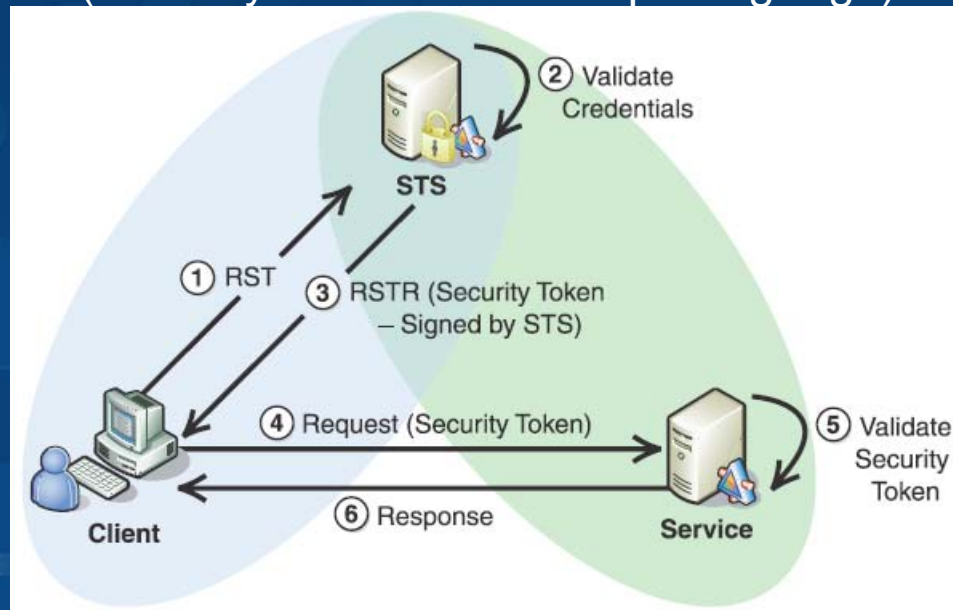 ① RST
② Validate
Credentials
STS
③ RSTR (Security Token
– Signed by STS)
④ Request (Security Token)
⑤ Validate
Security
Token
⑥ Response
Client
Service